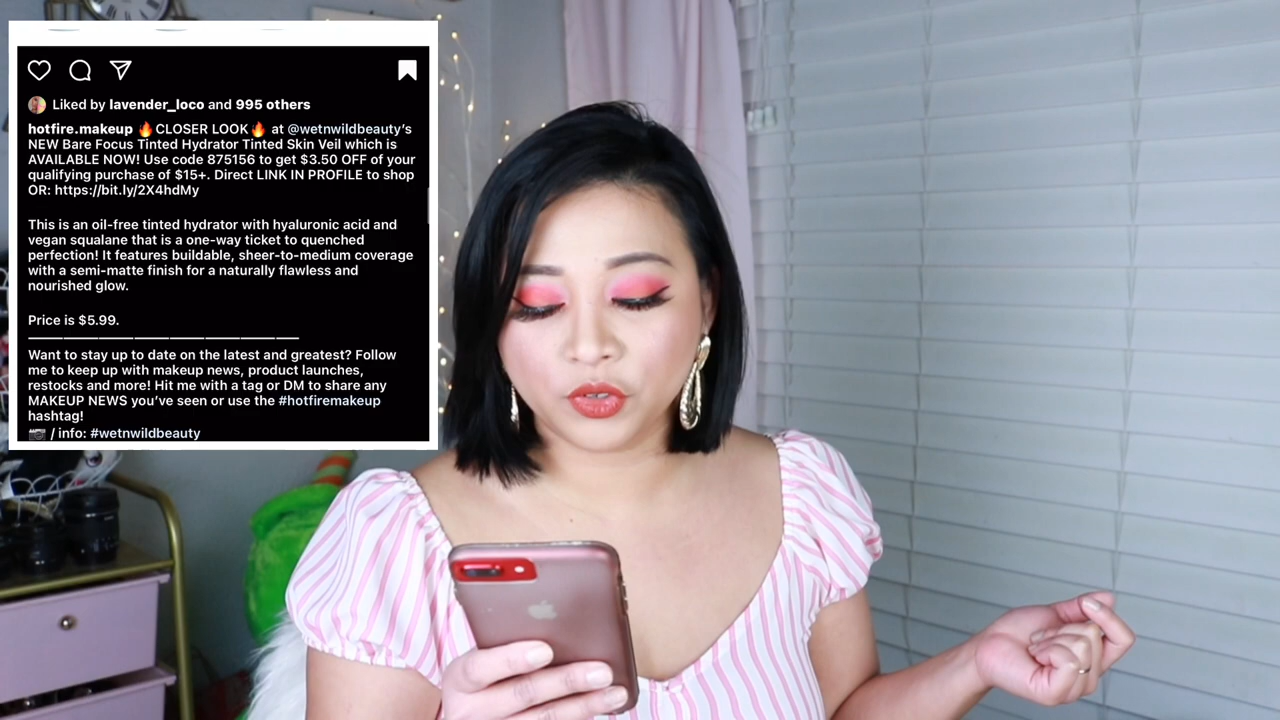 Liked by lavender_loco and 995 others
hotfire.makeup 🔥CLOSER LOOK🔥 at @wetnwildbeauty's
NEW Bare Focus Tinted Hydrator Tinted Skin Veil which is
AVAILABLE NOW! Use code 875156 to get $3.50 OFF of your
qualifying purchase of $15+. Direct LINK IN PROFILE to shop
OR: https://bit.ly/2X4hdMy
This is an oil-free tinted hydrator with hyaluronic acid and
vegan squalane that is a one-way ticket to quenched
perfection! It features buildable, sheer-to-medium coverage
with a semi-matte finish for a naturally flawless and
nourished glow.
Price is $5.99.
Want to stay up to date on the latest and greatest? Follow
me to keep up with makeup news, product launches,
restocks and more! Hit me with a tag or DM to share any
MAKEUP NEWS you've seen or use the #hotfiremakeup
hashtag!
📷 / info: #wetnwildbeauty